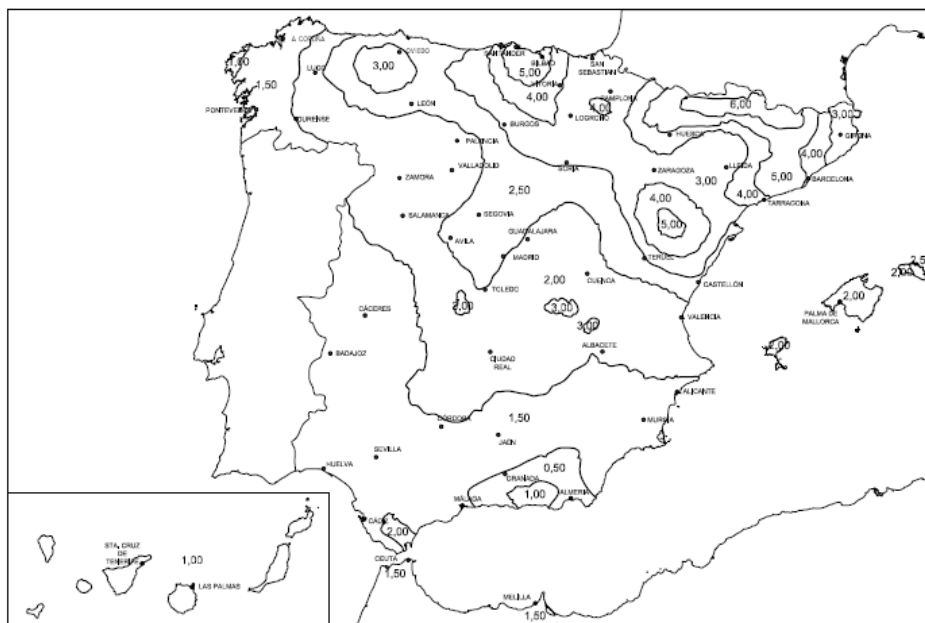 A CORUÑA
OVIEDO
SANTANDER
BILBAO
SAN
SEBASTIAN
1,00
1,50
LUGO
3,00
5,00
VITORIA
4,00
PAMPLONA
6,00
3,00
PONTEVEDRA
OURENSE
LEÓN
BURGOS
4,00
LOGROÑO
HUESCA
GIRONA
PALENCIA
4,00
VALLADOLID
SORIA
ZARAGOZA
LLEIDA
3,00
5,00
BARCELONA
ZAMORA
2,50
4,00
4,00
TARRAGONA
SALAMANCA
SEGOVIA
5,00
AVILA
GUADALAJARA
MADRID
TERUEL
TOLEDO
2,00
CUENCA
CASTELLÓN
2,00
2,00
3,00
2,00
CÁCERES
VALENCIA
PALMA DE
MALLORCA
3,00
BADAJOZ
CIUDAD
REAL
ALBACETE
2,00
ALICANTE
1,50
CÓRDOBA
MURCIA
JAÉN
SEVILLA
HUELVA
0,50
GRANADA
1,00
ALMERIA
MÁLAGA
CÁDIZ
2,00
CEUTA
1,50
MELILLA
1,50
STA. CRUZ
DE
TENERIFE
1,00
LAS PALMAS